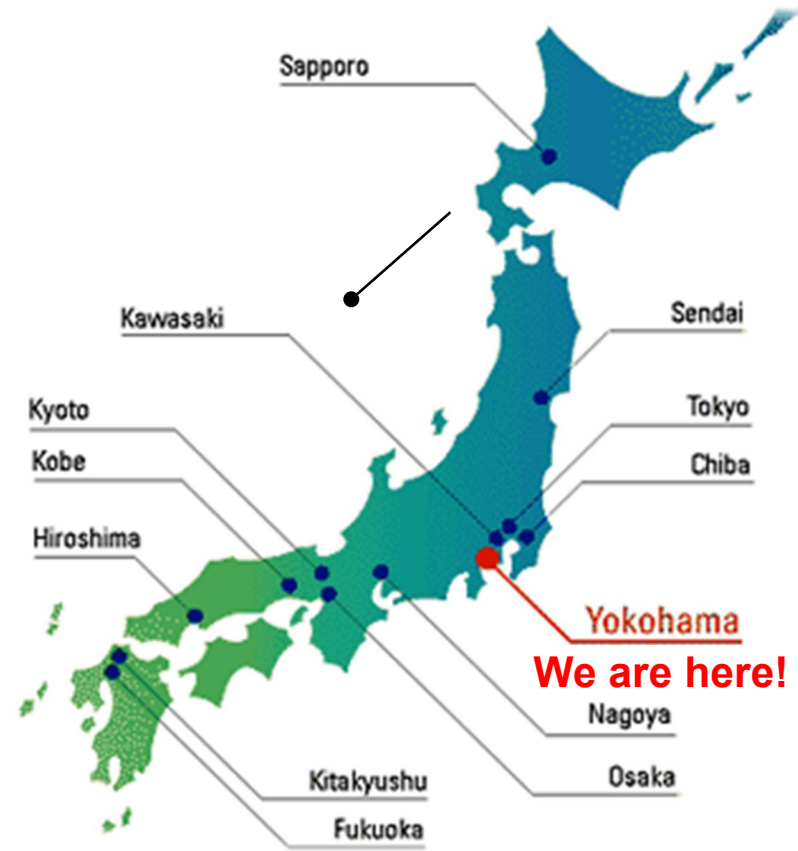 Sapporo
Kawasaki
Sendai
Kyoto
Tokyo
Kobe
Chiba
Hiroshima
Yokohama
We are here!
Nagoya
Kitakyushu
Osaka
Fukuoka